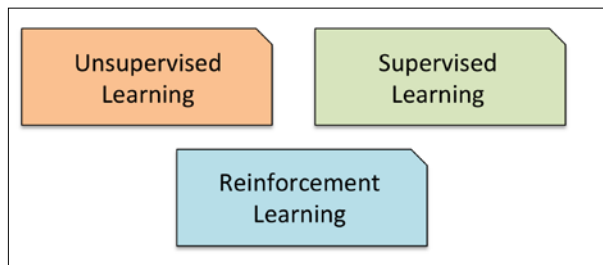 Unsupervised
Learning
Supervised
Learning
Reinforcement
Learning